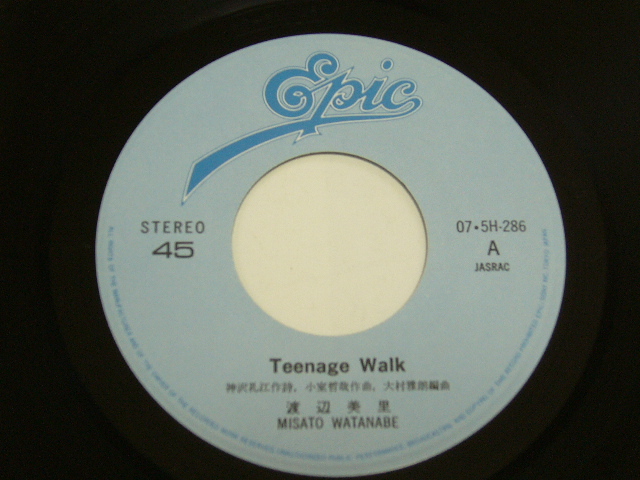 Epic
STEREO
45
07・5H-286
A
JASRAC
Teenage Walk
神沢礼江作詩，小室哲哉作曲，大村雅朗編曲
渡辺美里
MISATO WATANABE